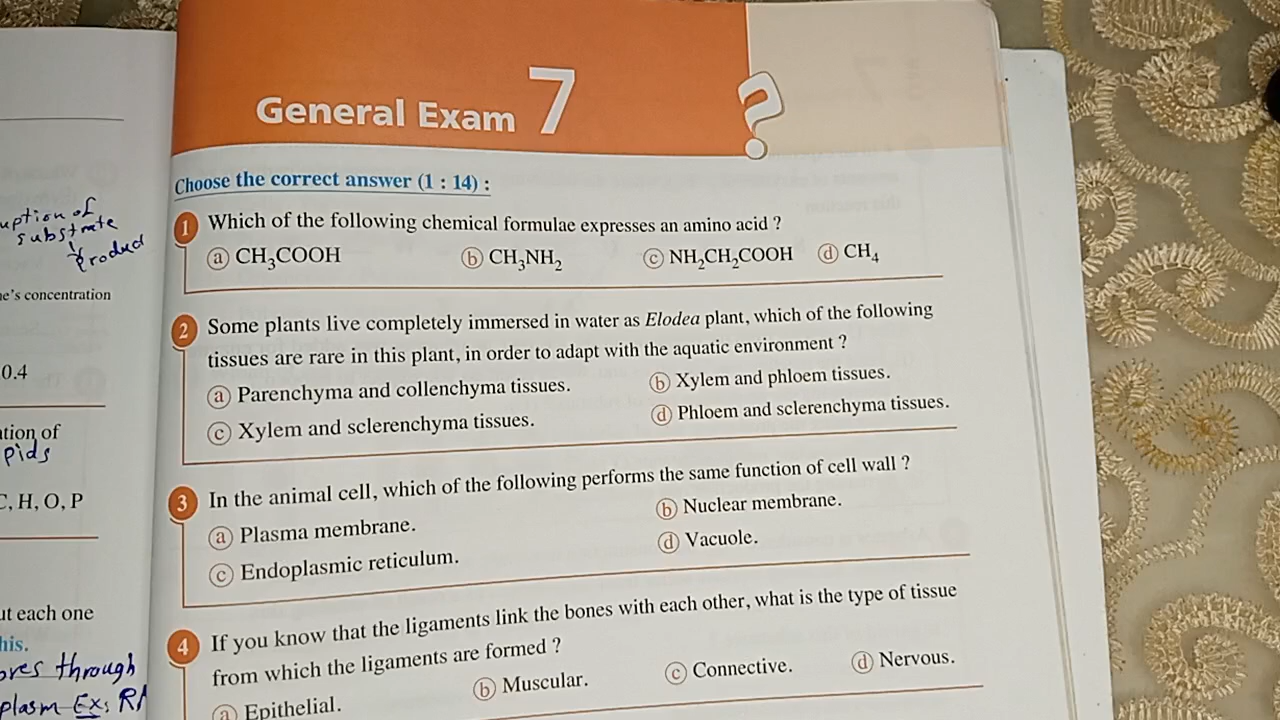 General Exam 7
?
Choose the correct answer (1 : 14) :
1 Which of the following chemical formulae expresses an amino acid ?
a CH₃COOH b CH₃NH₂ c NH₂CH₂COOH d CH₄
2 Some plants live completely immersed in water as Elodea plant, which of the following
tissues are rare in this plant, in order to adapt with the aquatic environment ?
a Parenchyma and collenchyma tissues. b Xylem and phloem tissues.
c Xylem and sclerenchyma tissues. d Phloem and sclerenchyma tissues.
3 In the animal cell, which of the following performs the same function of cell wall ?
a Plasma membrane. b Nuclear membrane.
c Endoplasmic reticulum. d Vacuole.
4 If you know that the ligaments link the bones with each other, what is the type of tissue
from which the ligaments are formed ?
a Epithelial. b Muscular. c Connective. d Nervous.
uption of
substrate
Product
e's concentration
0.4
tion of
pids
C, H, O, P
ut each one
his.
ores through
plasm Ex: